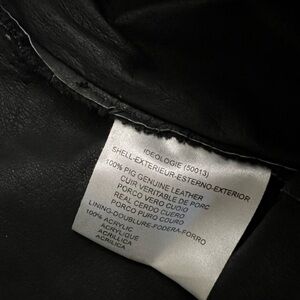 IDEOLOGIE (50013)
SHELL-EXTERIEUR-ESTERNO-EXTERIOR
100% PIG GENUINE LEATHER
CUIR VERITABLE DE PORC
PORCO VERO CUOIO
REAL CERDO CUERO
PORCO PURO COURO
LINING-DOUBLURE-FODERA-FORRO
100% ACRYLIC
ACRYLIQUE
ACRILLICA
ACRILICA